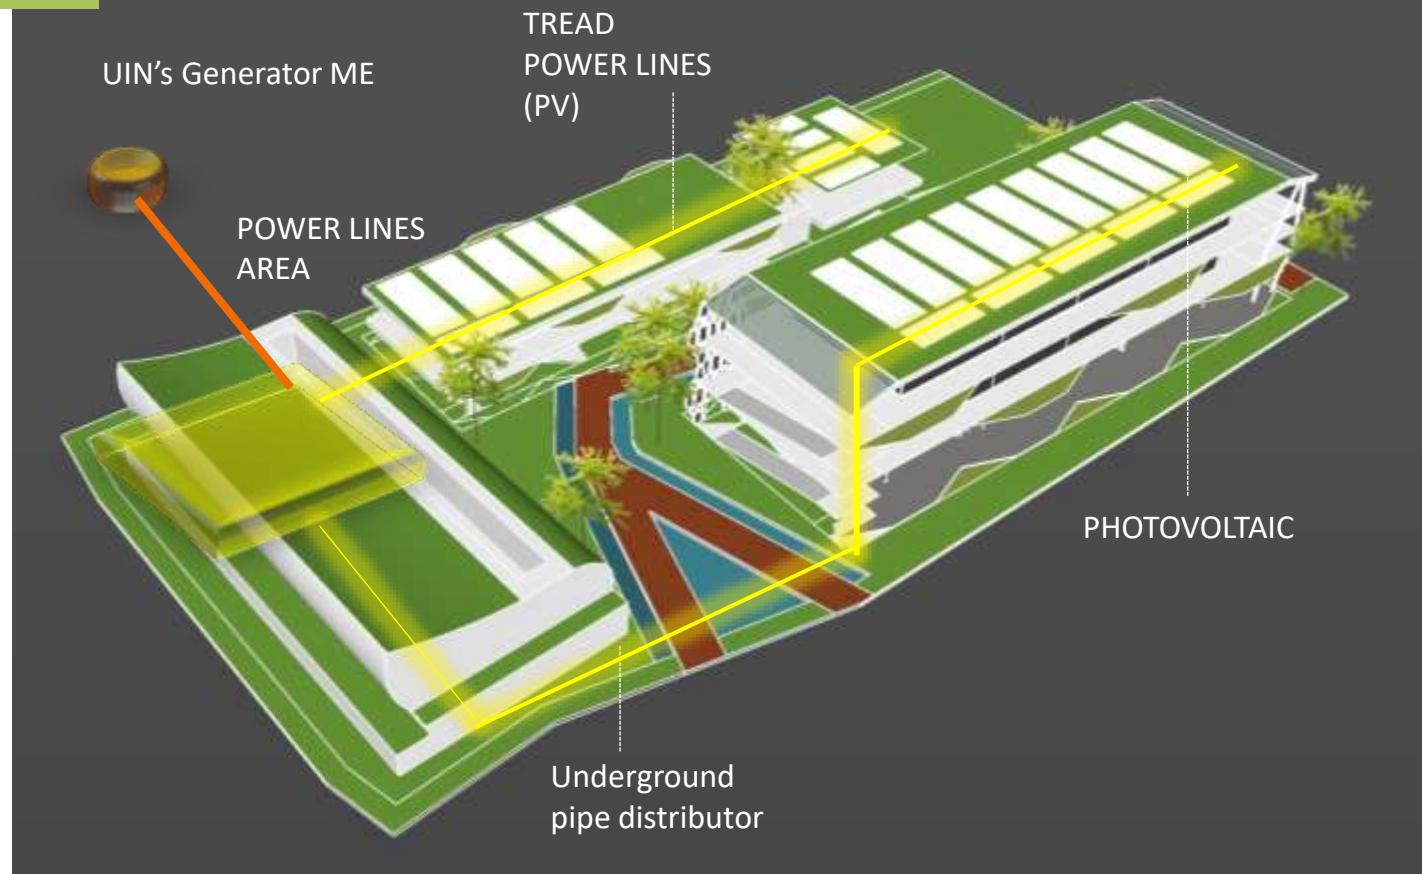 TREAD
POWER LINES
(PV)
UIN’s Generator ME
POWER LINES
AREA
PHOTOVOLTAIC
Underground
pipe distributor